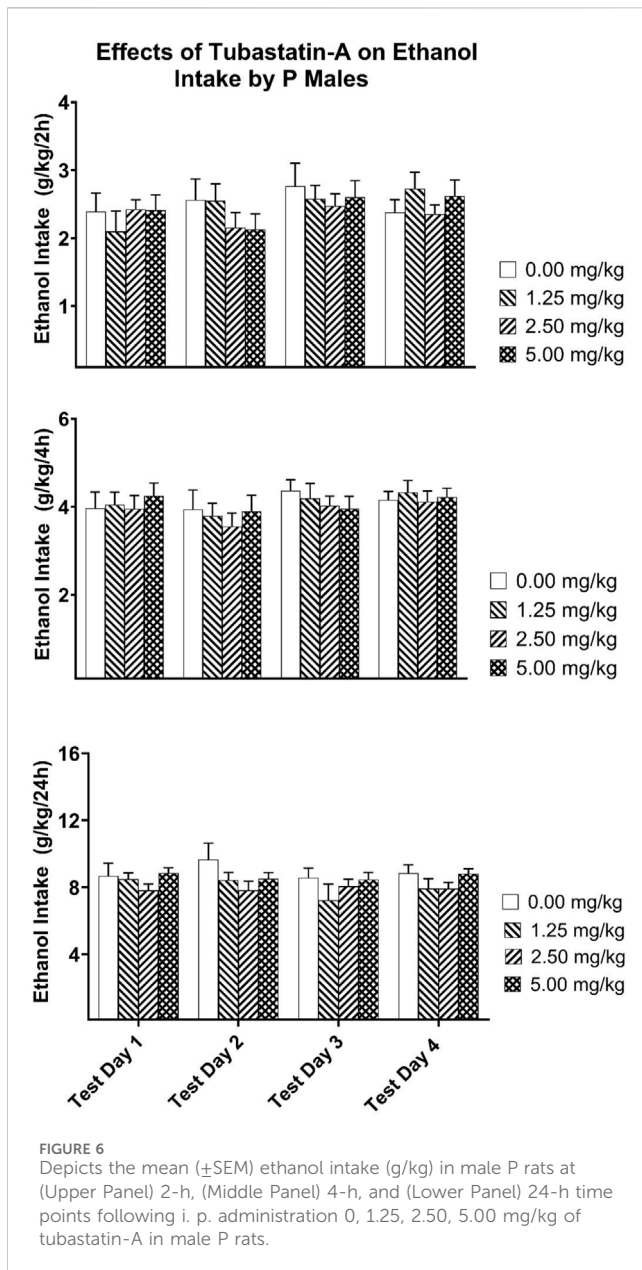 Effects of Tubastatin-A on Ethanol
Intake by P Males
Ethanol Intake (g/kg/2h)
4
3
2
1
0.00 mg/kg
1.25 mg/kg
2.50 mg/kg
5.00 mg/kg
Ethanol Intake (g/kg/4h)
6
4
2
0.00 mg/kg
1.25 mg/kg
2.50 mg/kg
5.00 mg/kg
Ethanol Intake (g/kg/24h)
16
12
8
4
0.00 mg/kg
1.25 mg/kg
2.50 mg/kg
5.00 mg/kg
Test Day 1
Test Day 2
Test Day 3
Test Day 4
FIGURE 6
Depicts the mean (±SEM) ethanol intake (g/kg) in male P rats at
(Upper Panel) 2-h, (Middle Panel) 4-h, and (Lower Panel) 24-h time
points following i. p. administration 0, 1.25, 2.50, 5.00 mg/kg of
tubastatin-A in male P rats.